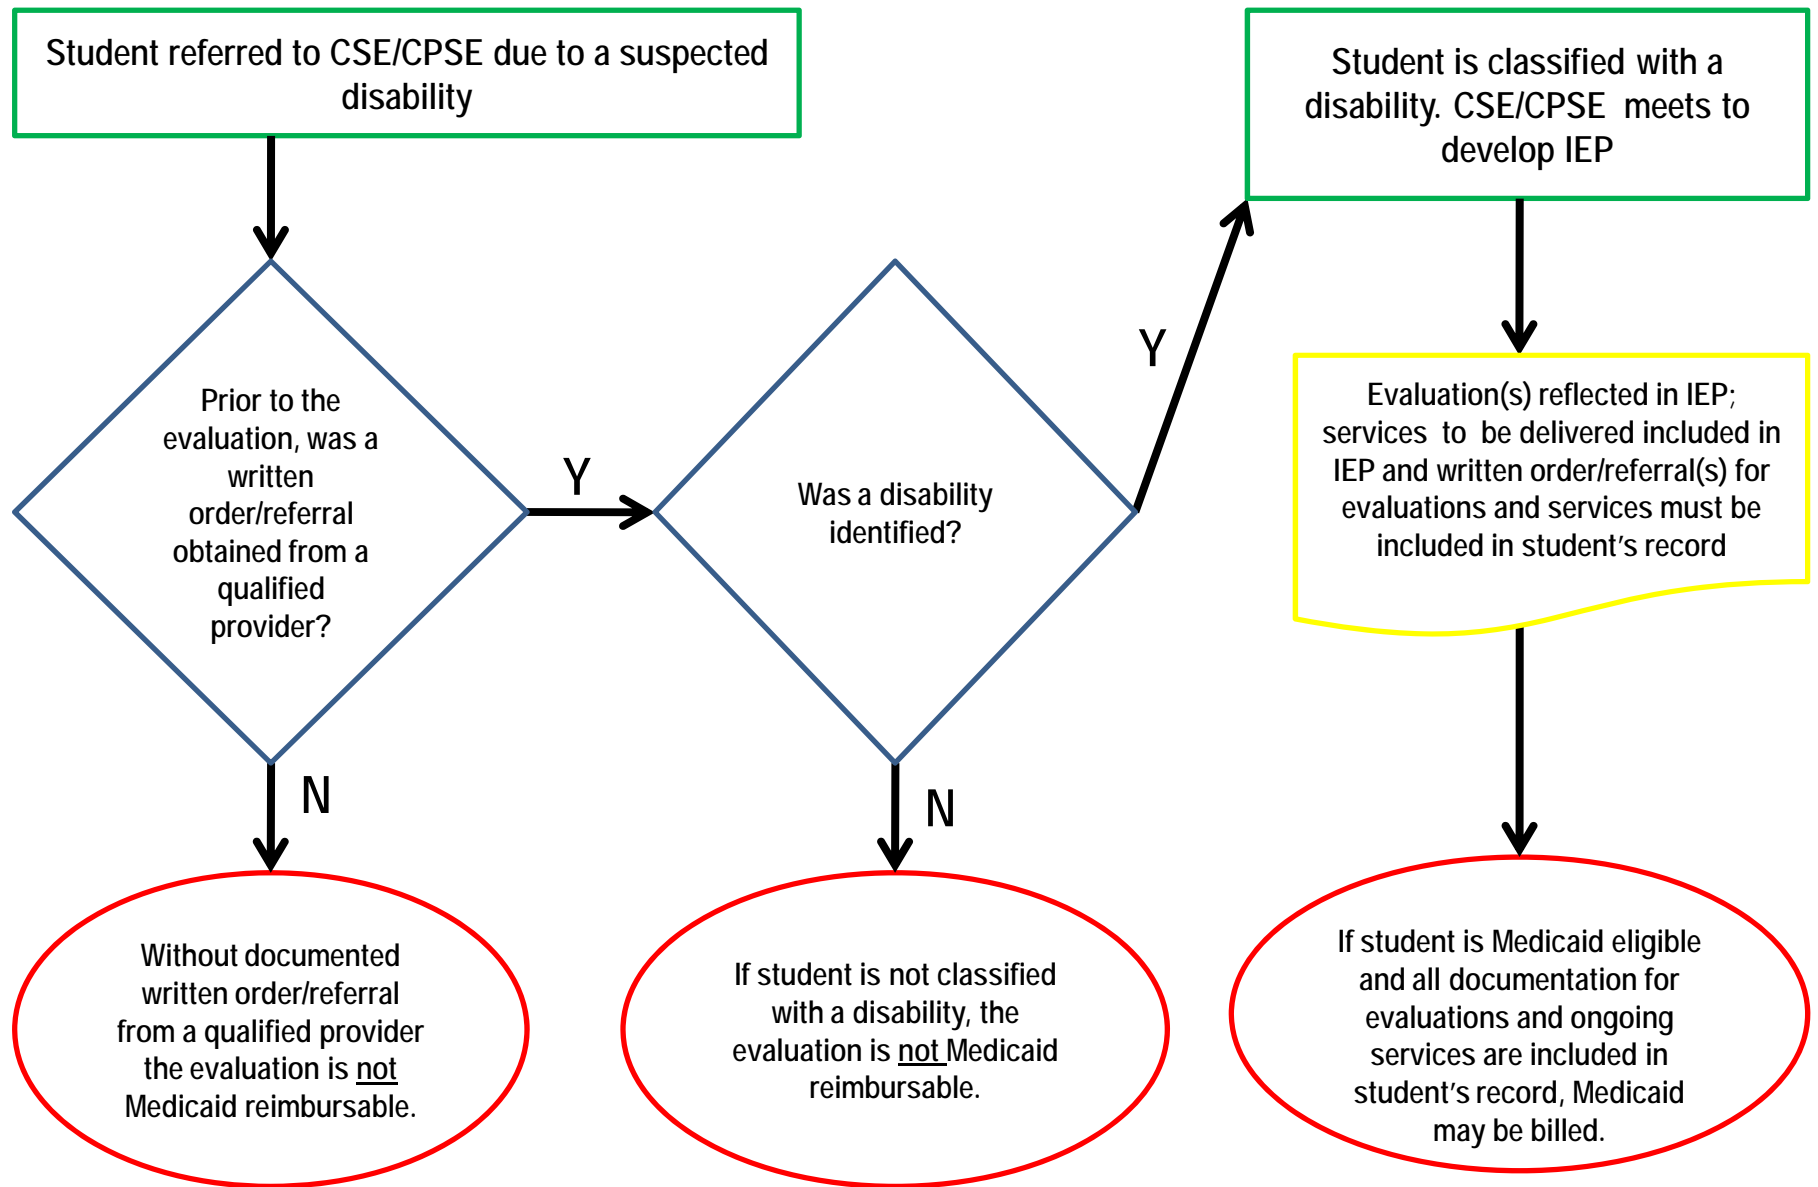 Student referred to CSE/CPSE due to a suspected
disability
Prior to the
evaluation, was a
written
order/referral
obtained from a
qualified
provider?
Y
N
Without documented
written order/referral
from a qualified provider
the evaluation is not
Medicaid reimbursable.
Was a disability
identified?
Y
N
If student is not classified
with a disability, the
evaluation is not Medicaid
reimbursable.
Student is classified with a
disability. CSE/CPSE meets to
develop IEP
Evaluation(s) reflected in IEP;
services to be delivered included in
IEP and written order/referral(s) for
evaluations and services must be
included in student's record
If student is Medicaid eligible
and all documentation for
evaluations and ongoing
services are included in
student's record, Medicaid
may be billed.